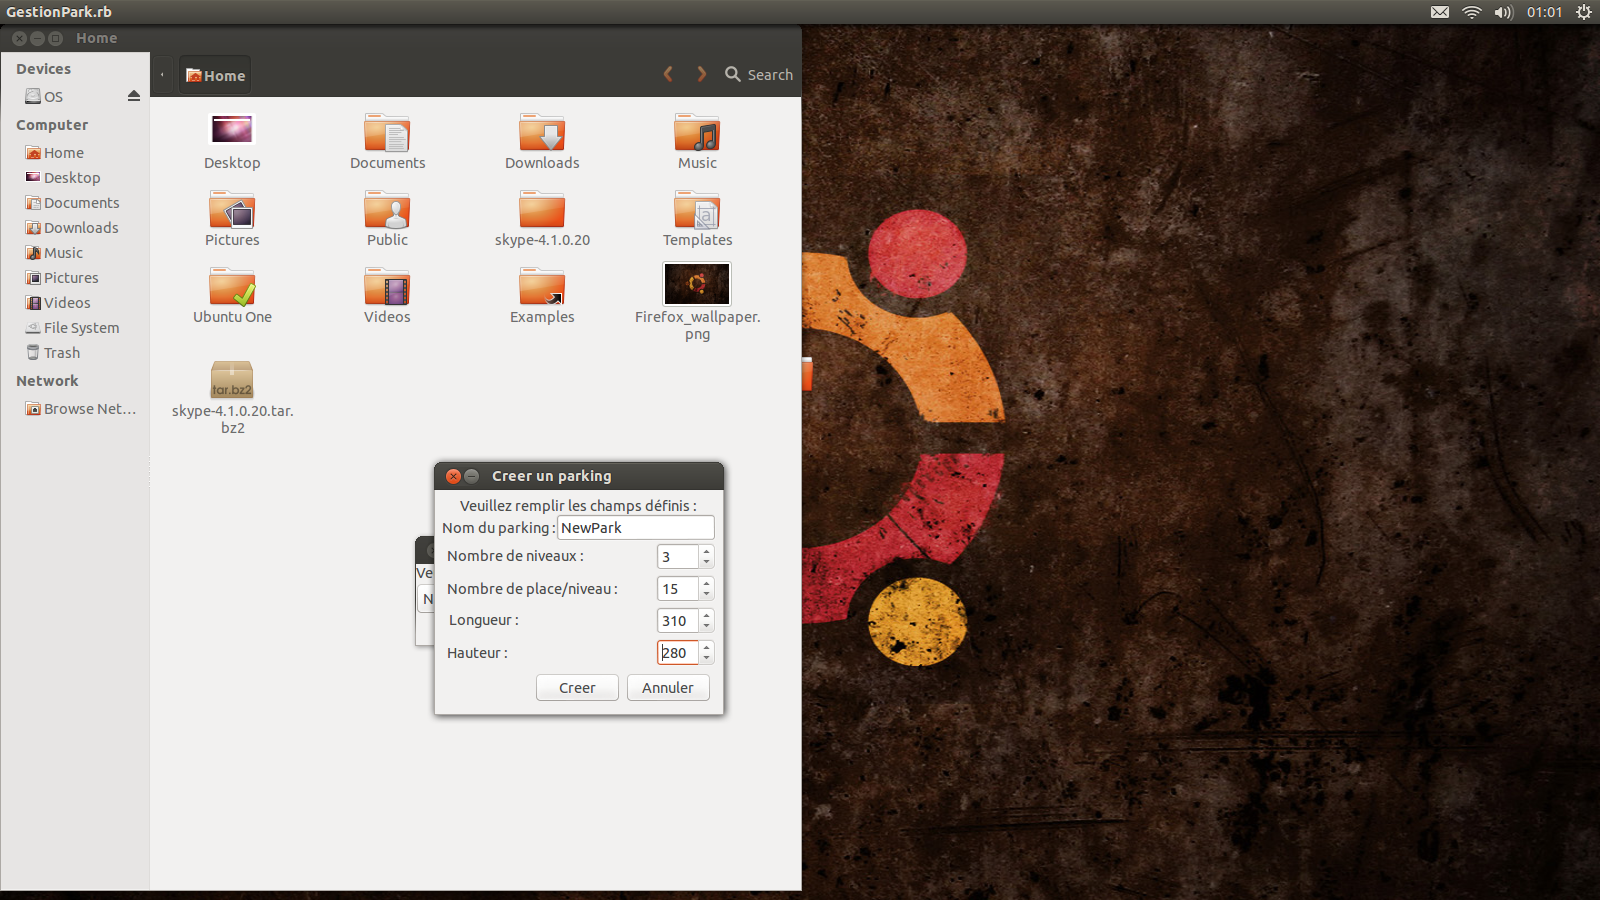 GestionPark.rb
01:01
Home
Devices
OS
Computer
Home
Desktop
Documents
Downloads
Music
Pictures
Videos
File System
Trash
Network
Browse Net...
Home
Search
Desktop
Documents
Downloads
Music
Pictures
Public
skype-4.1.0.20
Templates
Ubuntu One
Videos
Examples
Firefox_wallpaper.
png
tar.bz2
skype-4.1.0.20.tar.
bz2
Ve
N
Creer un parking
Veuillez remplir les champs définis :
Nom du parking : NewPark
Nombre de niveaux : 3
Nombre de place/niveau : 15
Longueur : 310
Hauteur : 280
Creer
Annuler